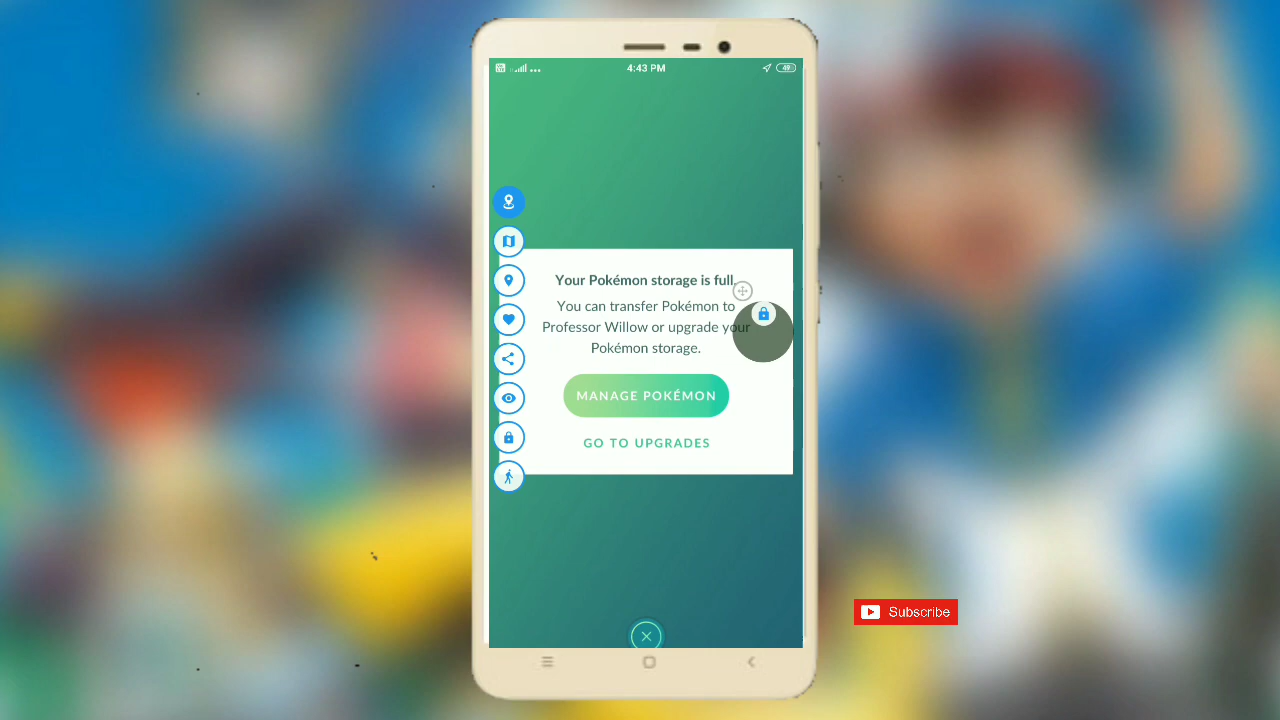 4:43 PM
49
Your Pokémon storage is full.
You can transfer Pokémon to
Professor Willow or upgrade your
Pokémon storage.
MANAGE POKÉMON
GO TO UPGRADES
Subscribe